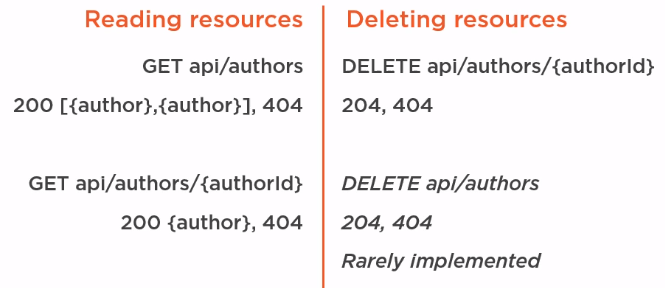 Reading resources
GET api/authors
200 [{author},{author}], 404
GET api/authors/{authorId}
200 {author}, 404
Deleting resources
DELETE api/authors/{authorId}
204, 404
DELETE api/authors
204, 404
Rarely implemented